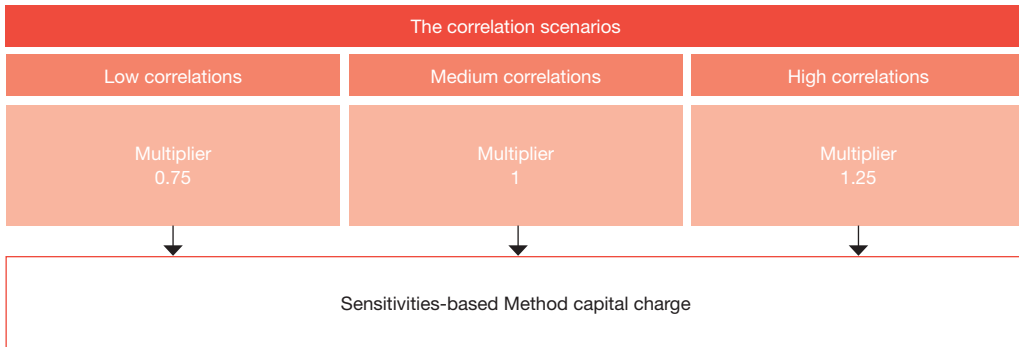 The correlation scenarios
Low correlations
Medium correlations
High correlations
Multiplier
0.75
Multiplier
1
Multiplier
1.25
Sensitivities-based Method capital charge